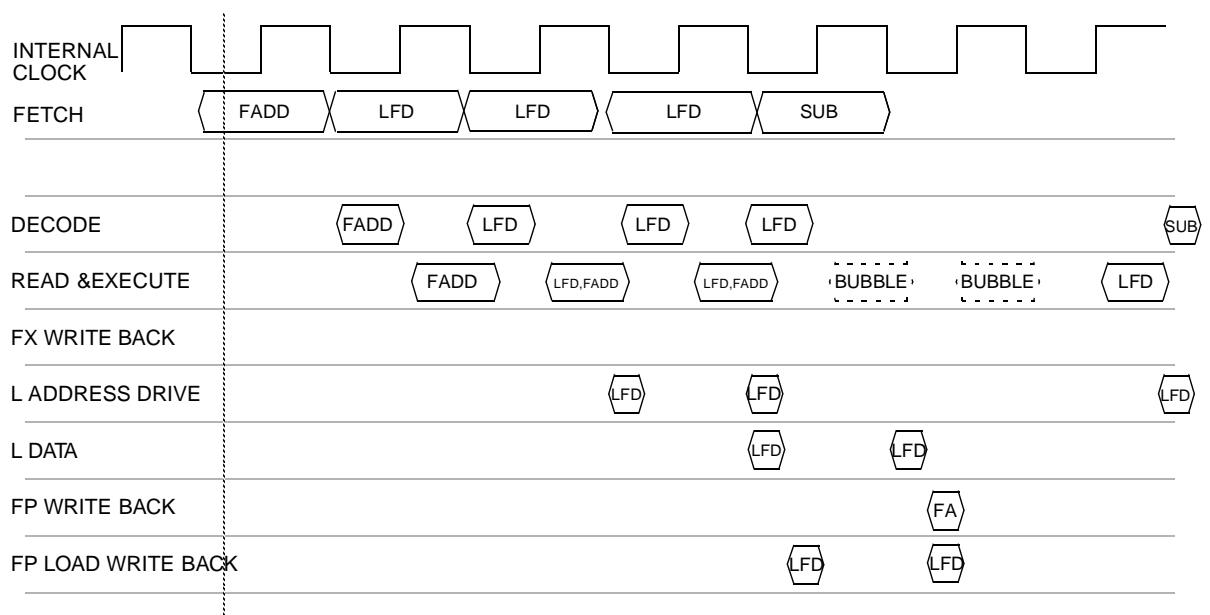 INTERNAL
CLOCK
FETCH FADD LFD LFD LFD SUB
DECODE FADD LFD LFD LFD SUB
READ &EXECUTE FADD LFD,FADD LFD,FADD BUBBLE BUBBLE LFD
FX WRITE BACK
L ADDRESS DRIVE LFD LFD LFD
L DATA LFD LFD
FP WRITE BACK FA
FP LOAD WRITE BACK LFD LFD